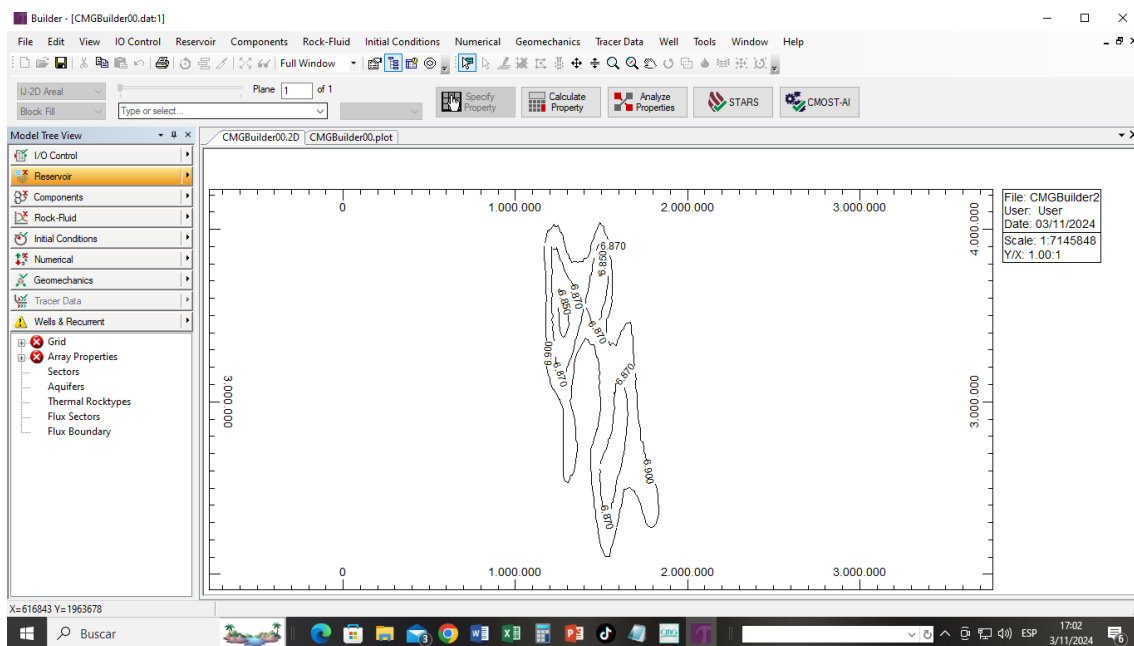 Builder - [CMGBuilder00.dat:1]
File Edit View IO Control Reservoir Components Rock-Fluid Initial Conditions Numerical Geomechanics Tracer Data Well Tools Window Help
Full Window
IJ-2D Areal
Plane 1 of 1
Block Fill
Type or select...
Specify Property
Calculate Property
Analyze Properties
STARS
CMOST-AI
Model Tree View
CMGBuilder00.2D CMGBuilder00.plot
I/O Control
Reservoir
Components
Rock-Fluid
Initial Conditions
Numerical
Geomechanics
Tracer Data
Wells & Recurrent
Grid
Array Properties
Sectors
Aquifers
Thermal Rocktypes
Flux Sectors
Flux Boundary
0 1.000.000 2.000.000 3.000.000
4.000.000
File: CMGBuilder2
User: User
Date: 03/11/2024
Scale: 1:7145848
Y/X: 1.00:1
6.870
6.850
6.870
6.850
6.870
6.900
6.870
6.870
3.000.000
3.000.000
6.900
6.870
0 1.000.000 2.000.000 3.000.000
X=616843 Y=1963678
Buscar
ESP
17:02
3/11/2024